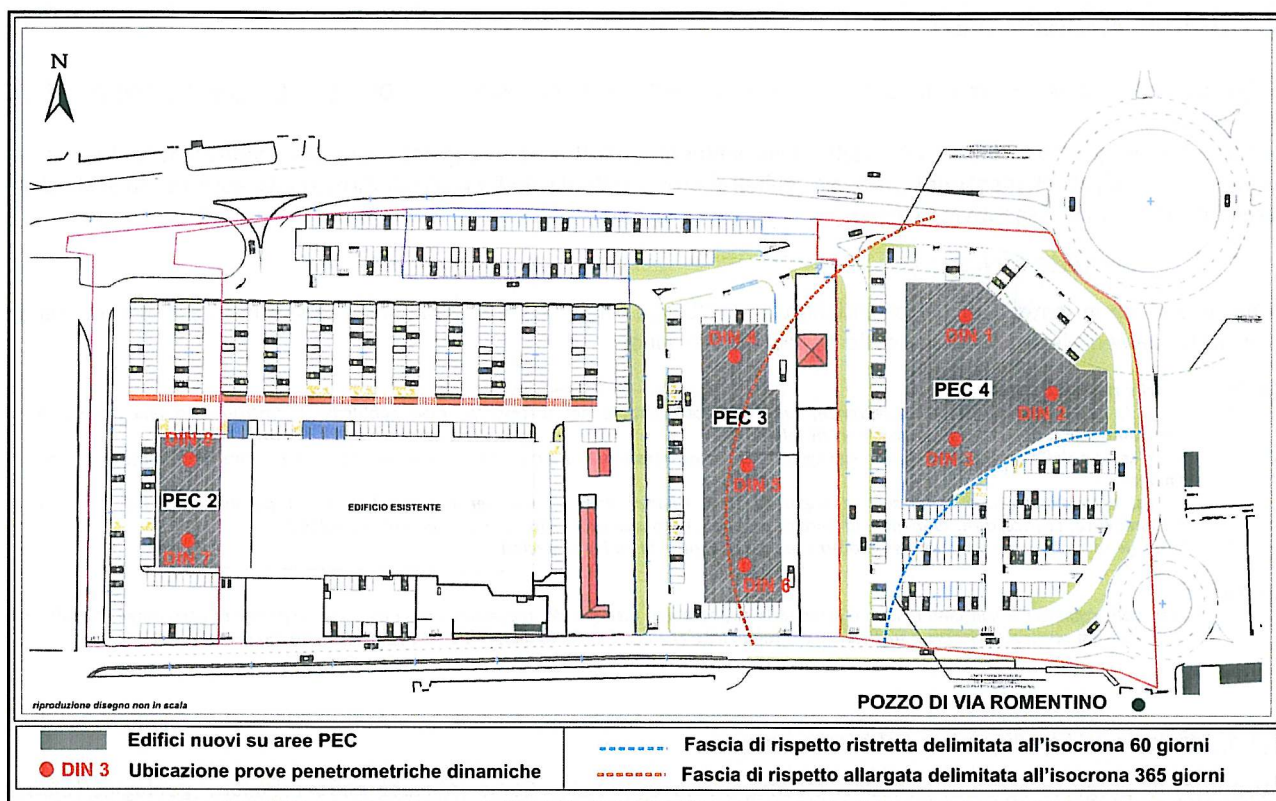 N
DIN 1
DIN 4
PEC 4
DIN 2
PEC 3
DIN 3
DIN 8
DIN 5
PEC 2
EDIFICIO ESISTENTE
DIN 7
DIN 6
riproduzione disegno non in scala
POZZO DI VIA ROMENTINO
Edifici nuovi su aree PEC
DIN 3 Ubicazione prove penetrometriche dinamiche
Fascia di rispetto ristretta delimitata all'isocrona 60 giorni
Fascia di rispetto allargata delimitata all'isocrona 365 giorni